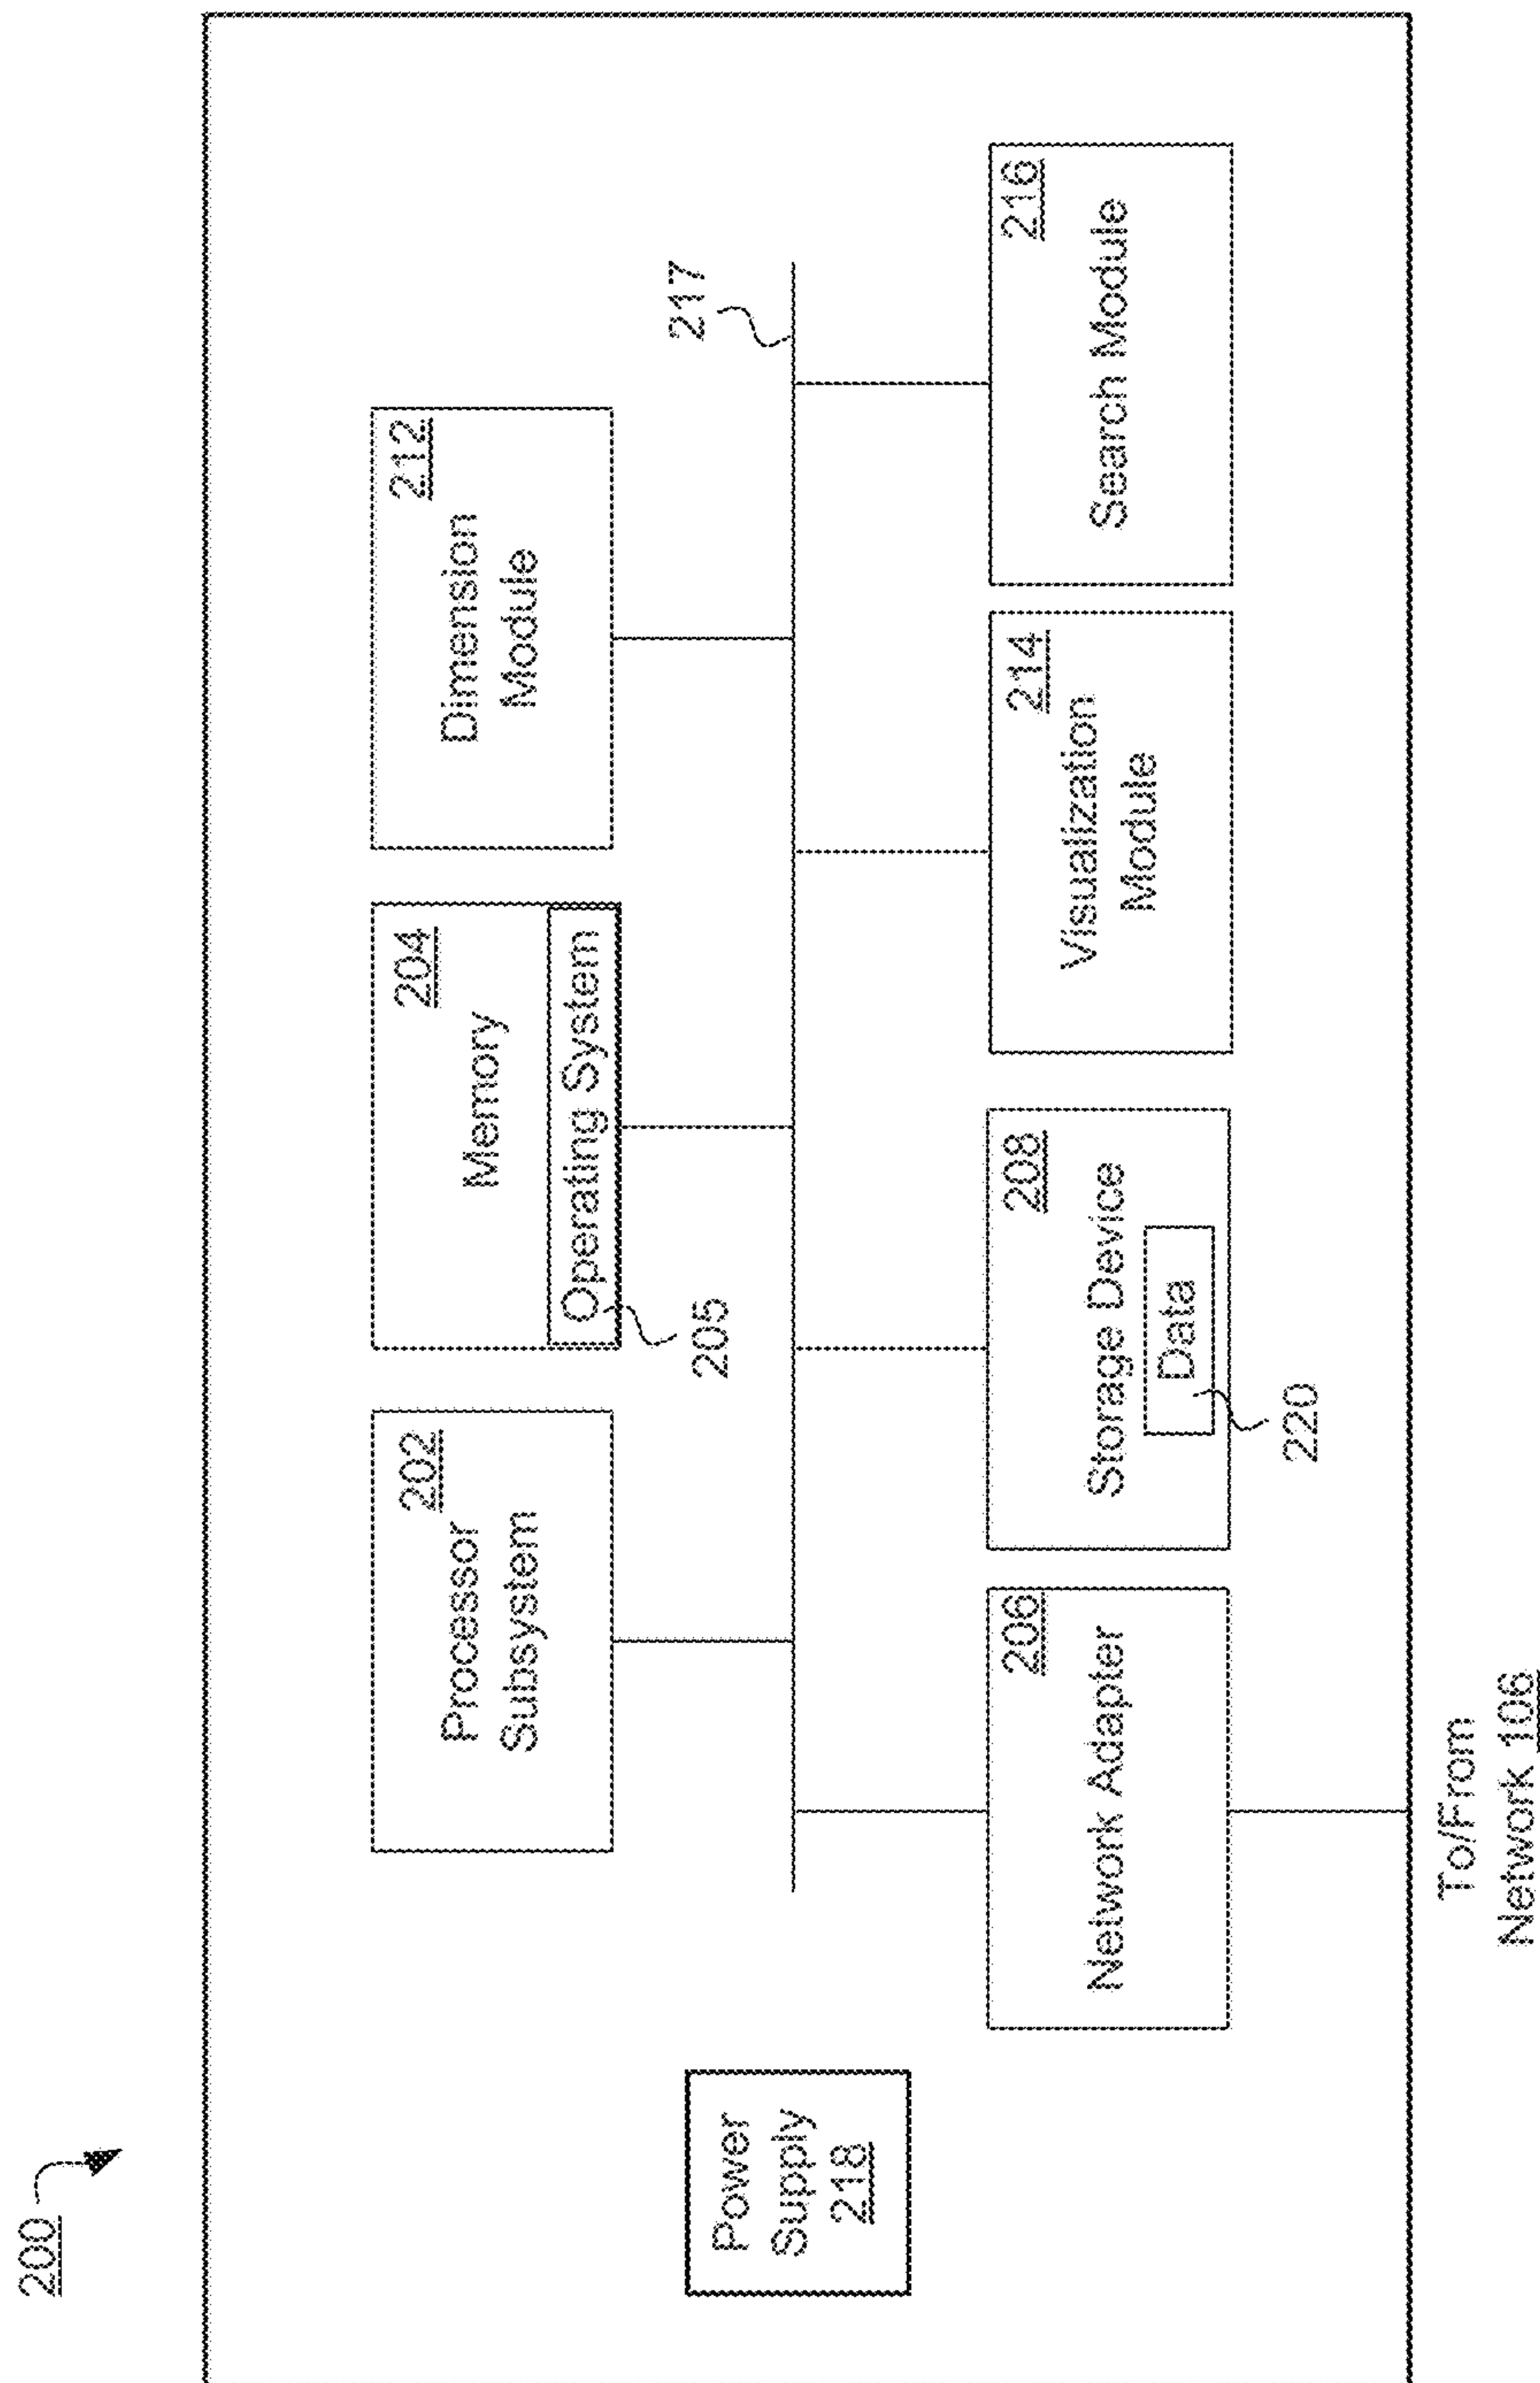 200
Processor
Subsystem
202
Memory
204
Operating System
205
Dimension
Module
212
217
Power
Supply
218
Network Adapter
206
Storage Device
208
Data
220
Visualization
Module
214
Search Module
216
To/From
Network 106